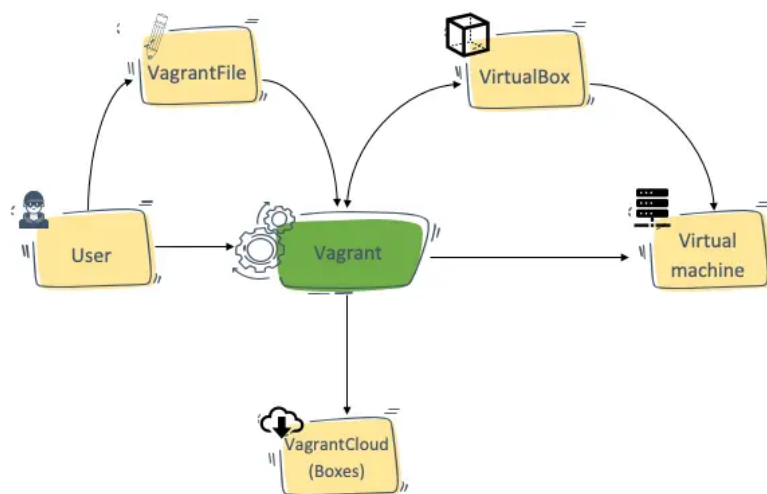 VagrantFile
VirtualBox
User
Vagrant
Virtual
machine
VagrantCloud
(Boxes)